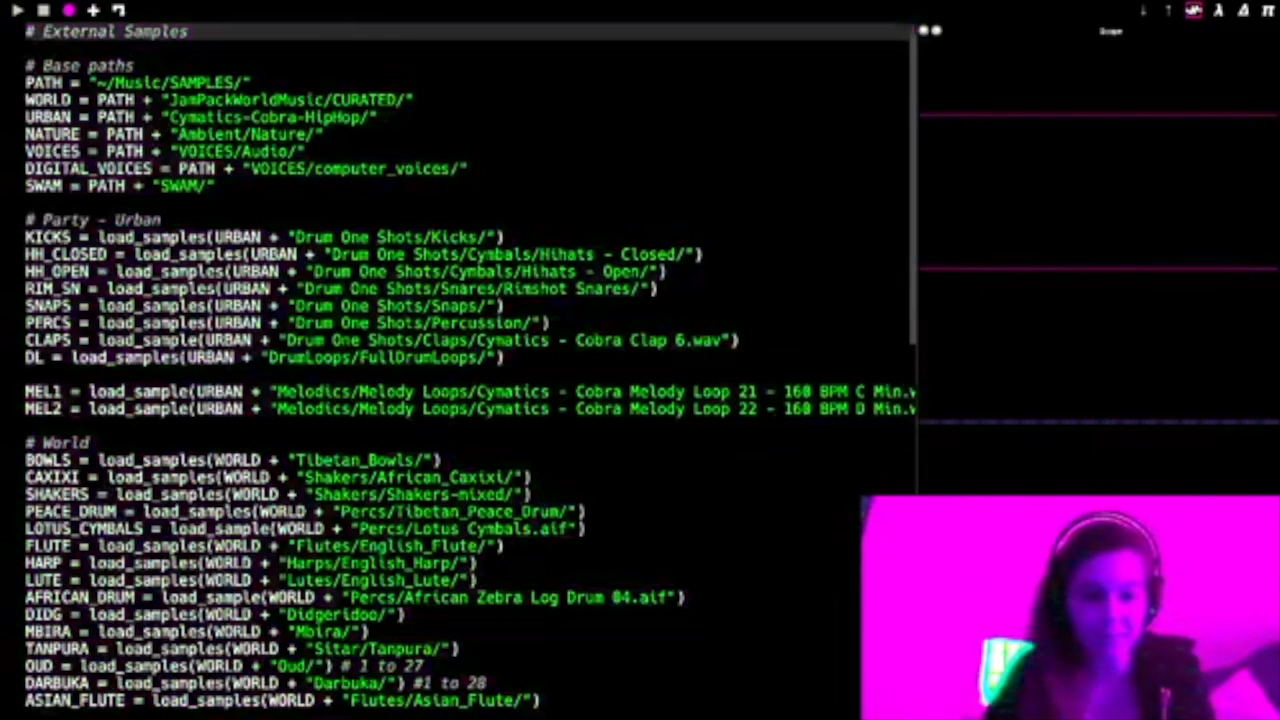 Scope
# External Samples
# Base paths
PATH = "~/Music/SAMPLES/"
WORLD = PATH + "JamPackWorldMusic/CURATED/"
URBAN = PATH + "Cymatics-Cobra-HipHop/"
NATURE = PATH + "Ambient/Nature/"
VOICES = PATH + "VOICES/Audio/"
DIGITAL_VOICES = PATH + "VOICES/computer_voices/"
SWAM = PATH + "SWAM/"
# Party - Urban
KICKS = load_samples(URBAN + "Drum One Shots/Kicks/")
HH_CLOSED = load_samples(URBAN + "Drum One Shots/Cymbals/Hihats - Closed/")
HH_OPEN = load_samples(URBAN + "Drum One Shots/Cymbals/Hihats - Open/")
RIM_SN = load_samples(URBAN + "Drum One Shots/Snares/Rimshot Snares/")
SNAPS = load_samples(URBAN + "Drum One Shots/Snaps/")
PERCS = load_samples(URBAN + "Drum One Shots/Percussion/")
CLAPS = load_sample(URBAN + "Drum One Shots/Claps/Cymatics - Cobra Clap 6.wav")
DL = load_samples(URBAN + "DrumLoops/FullDrumLoops/")
MEL1 = load_sample(URBAN + "Melodics/Melody Loops/Cymatics - Cobra Melody Loop 21 - 160 BPM C Min.w
MEL2 = load_sample(URBAN + "Melodics/Melody Loops/Cymatics - Cobra Melody Loop 22 - 160 BPM D Min.w
# World
BOWLS = load_samples(WORLD + "Tibetan_Bowls/")
CAXIXI = load_samples(WORLD + "Shakers/African_Caxixi/")
SHAKERS = load_samples(WORLD + "Shakers/Shakers-mixed/")
PEACE_DRUM = load_samples(WORLD + "Percs/Tibetan_Peace_Drum/")
LOTUS_CYMBALS = load_sample(WORLD + "Percs/Lotus Cymbals.aif")
FLUTE = load_samples(WORLD + "Flutes/English_Flute/")
HARP = load_samples(WORLD + "Harps/English_Harp/")
LUTE = load_samples(WORLD + "Lutes/English_Lute/")
AFRICAN_DRUM = load_sample(WORLD + "Percs/African Zebra Log Drum 04.aif")
DIDG = load_samples(WORLD + "Didgeridoo/")
MBIRA = load_samples(WORLD + "Mbira/")
TANPURA = load_samples(WORLD + "Sitar/Tanpura/")
OUD = load_samples(WORLD + "Oud/") # 1 to 27
DARBUKA = load_samples(WORLD + "Darbuka/") #1 to 28
ASIAN_FLUTE = load_samples(WORLD + "Flutes/Asian_Flute/")